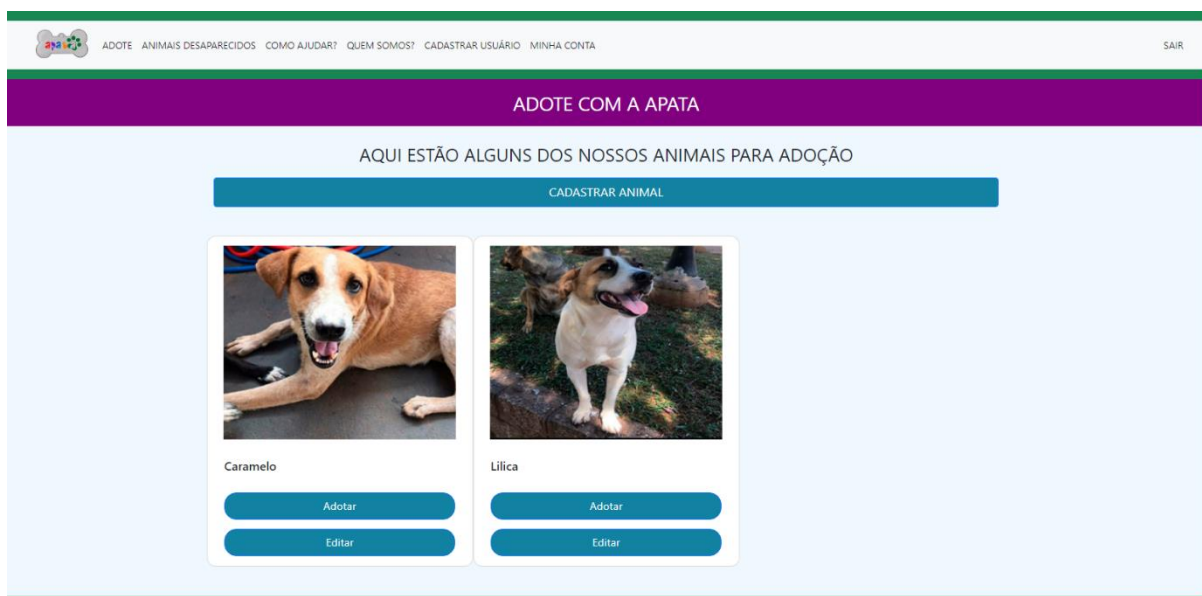 apata
ADOTE ANIMAIS DESAPARECIDOS COMO AJUDAR? QUEM SOMOS? CADASTRAR USUÁRIO MINHA CONTA SAIR
ADOTE COM A APATA
AQUI ESTÃO ALGUNS DOS NOSSOS ANIMAIS PARA ADOÇÃO
CADASTRAR ANIMAL
Caramelo Lilica
Adotar Adotar
Editar Editar